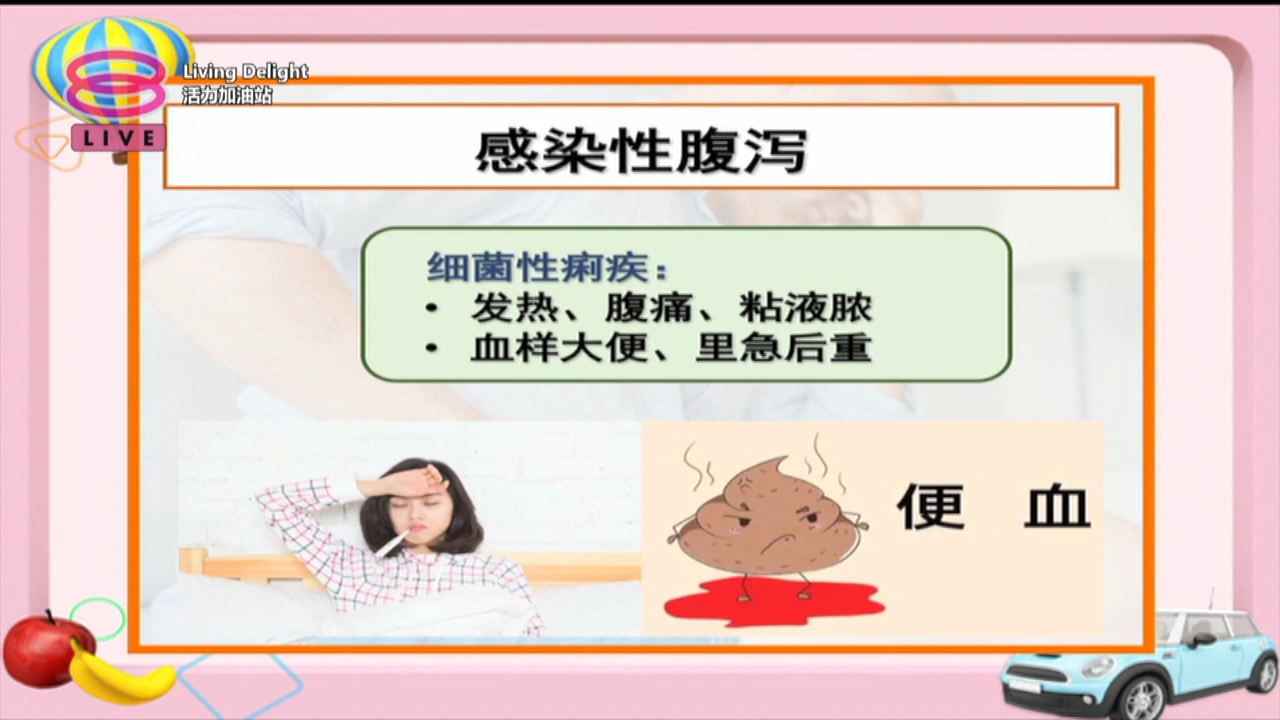 Living Delight
活力加油站
LIVE
感染性腹泻
细菌性痢疾：
• 发热、腹痛、粘液脓
• 血样大便、里急后重
便 血